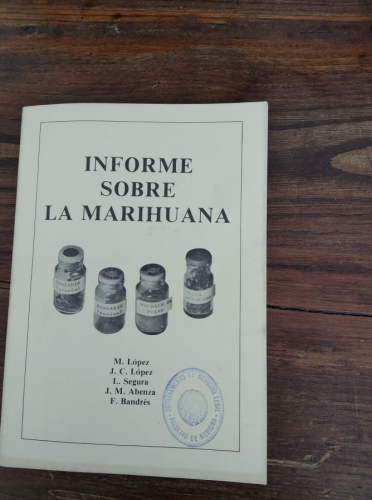 INFORME
SOBRE
LA MARIHUANA
M. López
J. C. López
L. Segura
J. M. Abenza
F. Bandrés